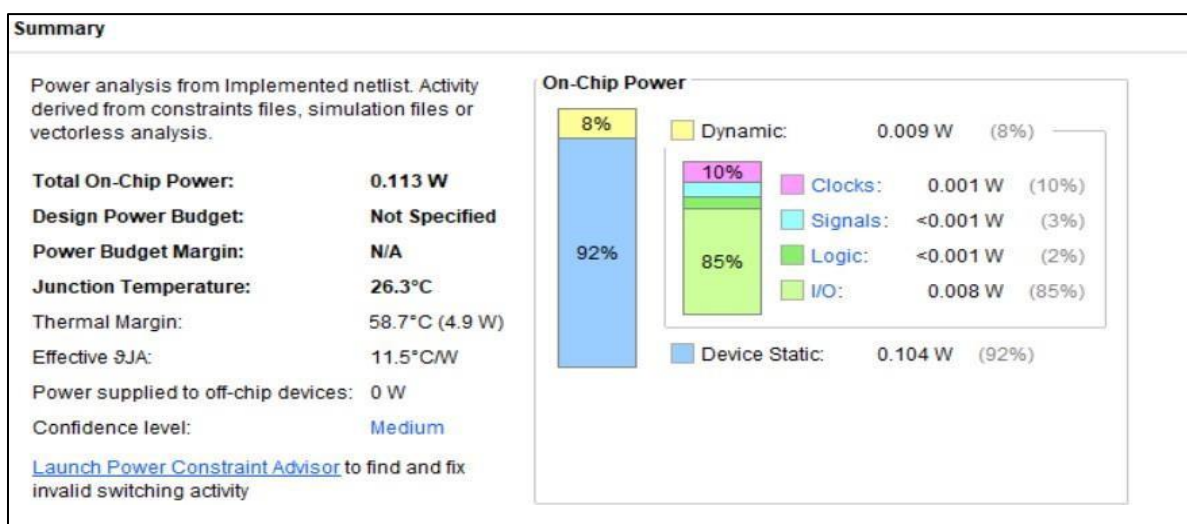 Summary
Power analysis from Implemented netlist. Activity
derived from constraints files, simulation files or
vectorless analysis.
Total On-Chip Power: 0.113 W
Design Power Budget: Not Specified
Power Budget Margin: N/A
Junction Temperature: 26.3°C
Thermal Margin: 58.7°C (4.9 W)
Effective ϑJA: 11.5°C/W
Power supplied to off-chip devices: 0 W
Confidence level: Medium
Launch Power Constraint Advisor to find and fix
invalid switching activity
On-Chip Power
8%
92%
Dynamic: 0.009 W (8%)
10%
85%
Clocks: 0.001 W (10%)
Signals: <0.001 W (3%)
Logic: <0.001 W (2%)
I/O: 0.008 W (85%)
Device Static: 0.104 W (92%)